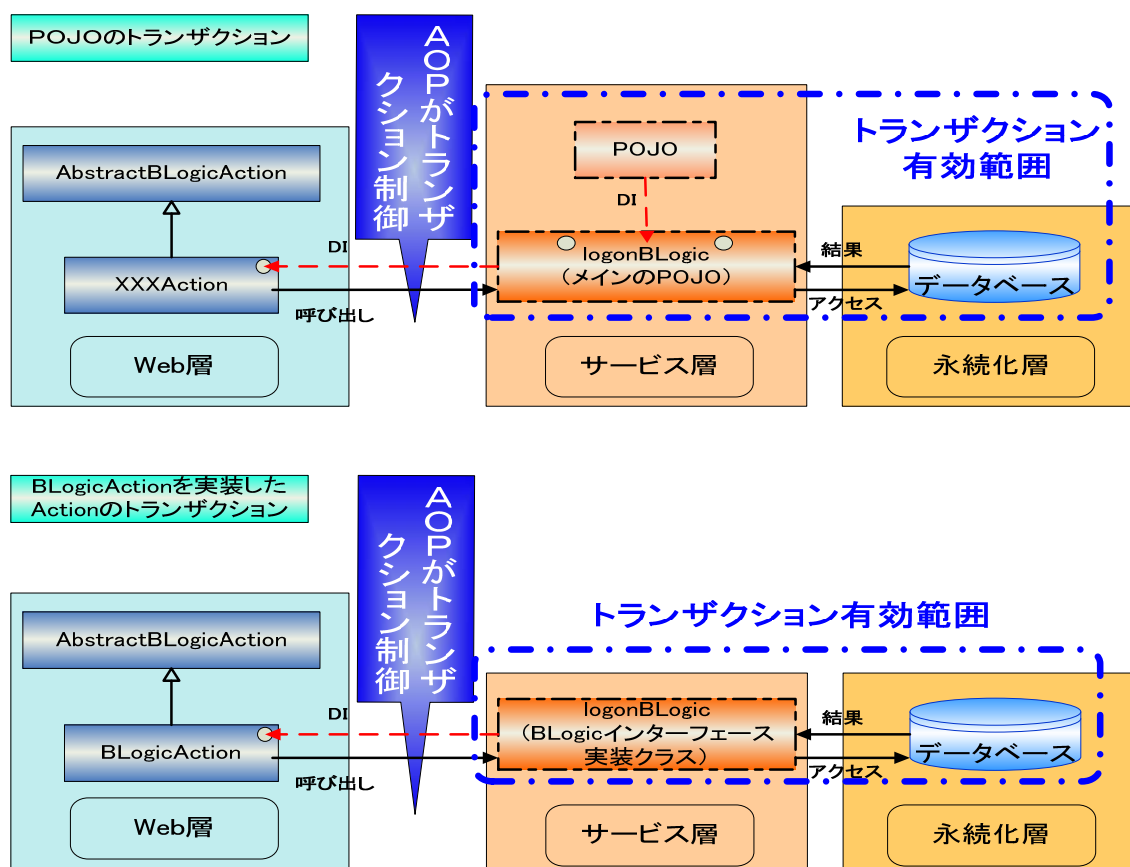 POJOのトランザクション
AOPがトランザ
クション制御
トランザクション
有効範囲
POJO
AbstractBLogicAction
DI
DI
logonBLogic
(メインのPOJO)
結果
データベース
XXXAction
呼び出し
アクセス
Web層
サービス層
永続化層
BLogicActionを実装した
Actionのトランザクション
AOPがトランザ
クション制御
トランザクション有効範囲
AbstractBLogicAction
DI
logonBLogic
(BLogicインターフェース
実装クラス)
結果
データベース
BLogicAction
呼び出し
アクセス
Web層
サービス層
永続化層